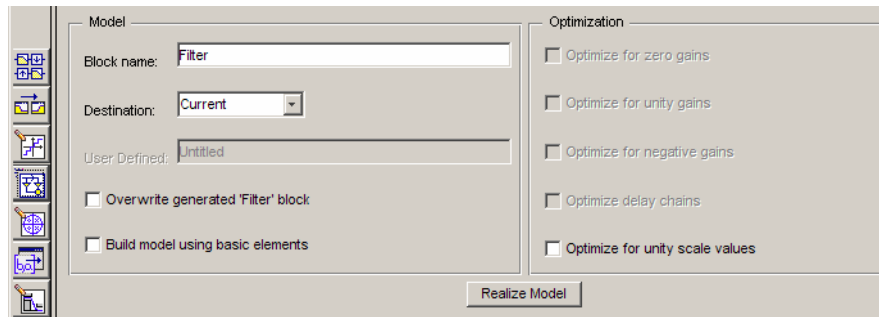 Model
Block name: Filter
Destination: Current
User Defined: Untitled
Overwrite generated 'Filter' block
Build model using basic elements
Optimization
Optimize for zero gains
Optimize for unity gains
Optimize for negative gains
Optimize delay chains
Optimize for unity scale values
Realize Model